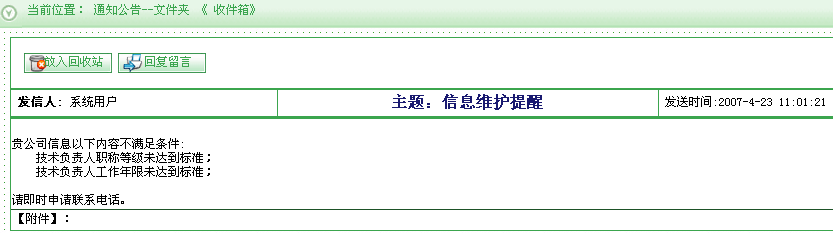 当前位置： 通知公告--文件夹 《 收件箱》
放入回收站 回复留言
发信人: 系统用户 主题：信息维护提醒 发送时间:2007-4-23 11:01:21
贵公司信息以下内容不满足条件:
技术负责人职称等级未达到标准；
技术负责人工作年限未达到标准；
请即时申请联系电话。
【附件】：